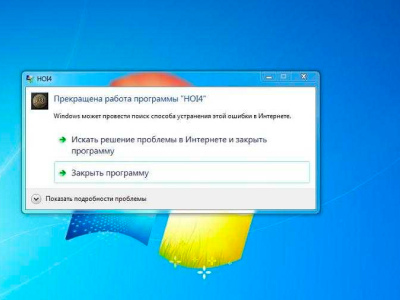 HOI4
Прекращена работа программы "HOI4"
Windows может провести поиск способа устранения этой ошибки в Интернете.
Искать решение проблемы в Интернете и закрыть
программу
Закрыть программу
Показать подробности проблемы